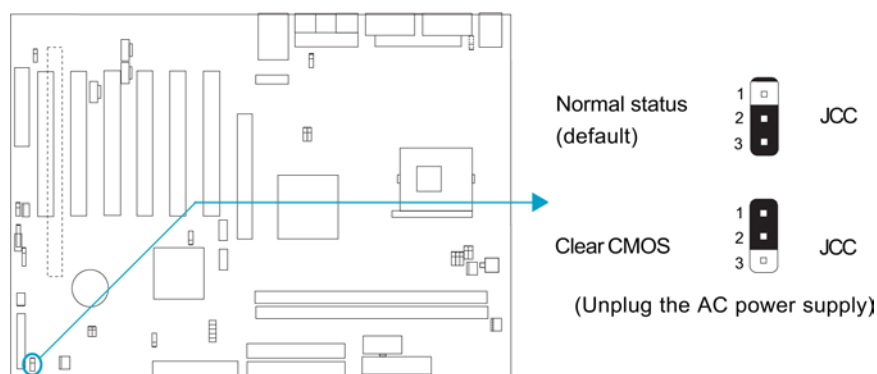 Normal status
(default)
1
2
3
JCC
Clear CMOS
1
2
3
JCC
(Unplug the AC power supply)